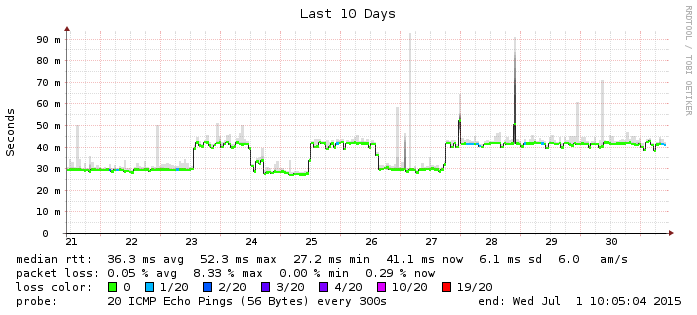 Last 10 Days
RRDTOOL / TOBI OETIKER
Seconds
90 m
80 m
70 m
60 m
50 m
40 m
30 m
20 m
10 m
0
21 22 23 24 25 26 27 28 29 30
median rtt: 36.3 ms avg 52.3 ms max 27.2 ms min 41.1 ms now 6.1 ms sd 6.0 am/s
packet loss: 0.05 % avg 8.33 % max 0.00 % min 0.29 % now
loss color: 0 1/20 2/20 3/20 4/20 10/20 19/20
probe: 20 ICMP Echo Pings (56 Bytes) every 300s end: Wed Jul 1 10:05:04 2015